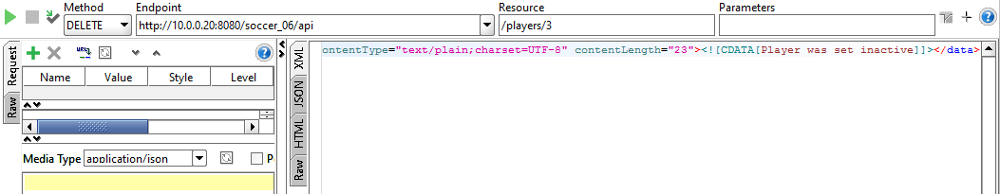 Method
Endpoint
Resource
Parameters
DELETE
http://10.0.0.20:8080/soccer_06/api
/players/3
Request
Raw
URL
Name Value Style Level
Media Type application/json
XML
JSON
HTML
Raw
ontentType="text/plain;charset=UTF-8" contentLength="23"><![CDATA[Player was set inactive]]></data>